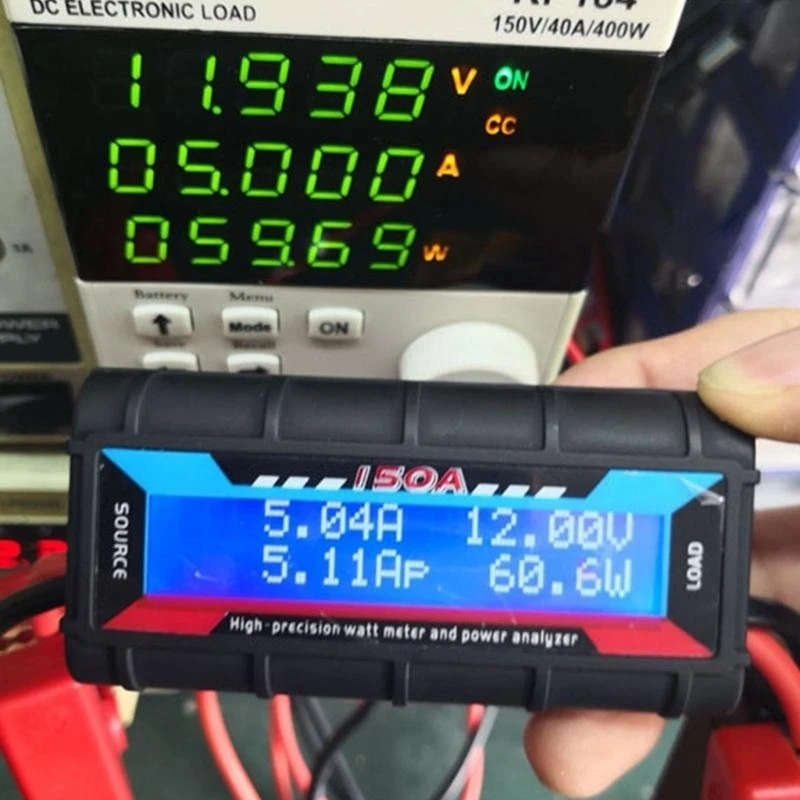 DC ELECTRONIC LOAD
150V/40A/400W
11.938 V ON
CC
05.000 A
059.69 W
Battery Menu
Mode ON
Recall
150A
SOURCE
5.04A 12.00V
5.11Ap 60.6W
LOAD
High-precision watt meter and power analyzer